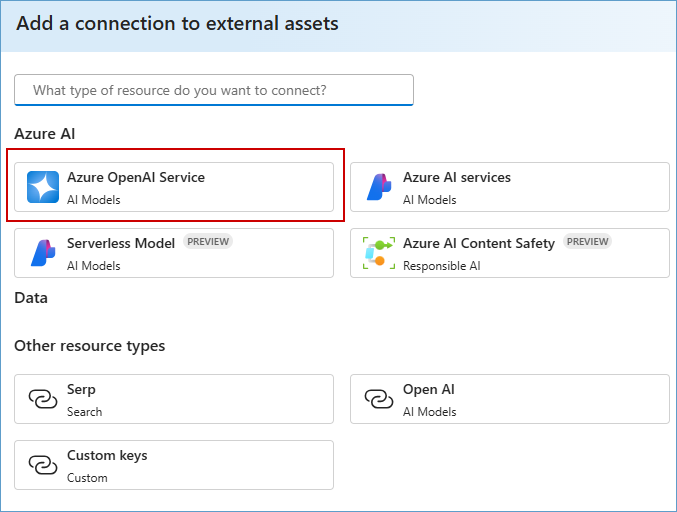 Add a connection to external assets
What type of resource do you want to connect?
Azure AI
Azure OpenAI Service
AI Models
Azure AI services
AI Models
Serverless Model PREVIEW
AI Models
Azure AI Content Safety PREVIEW
Responsible AI
Data
Other resource types
Serp
Search
Open AI
AI Models
Custom keys
Custom